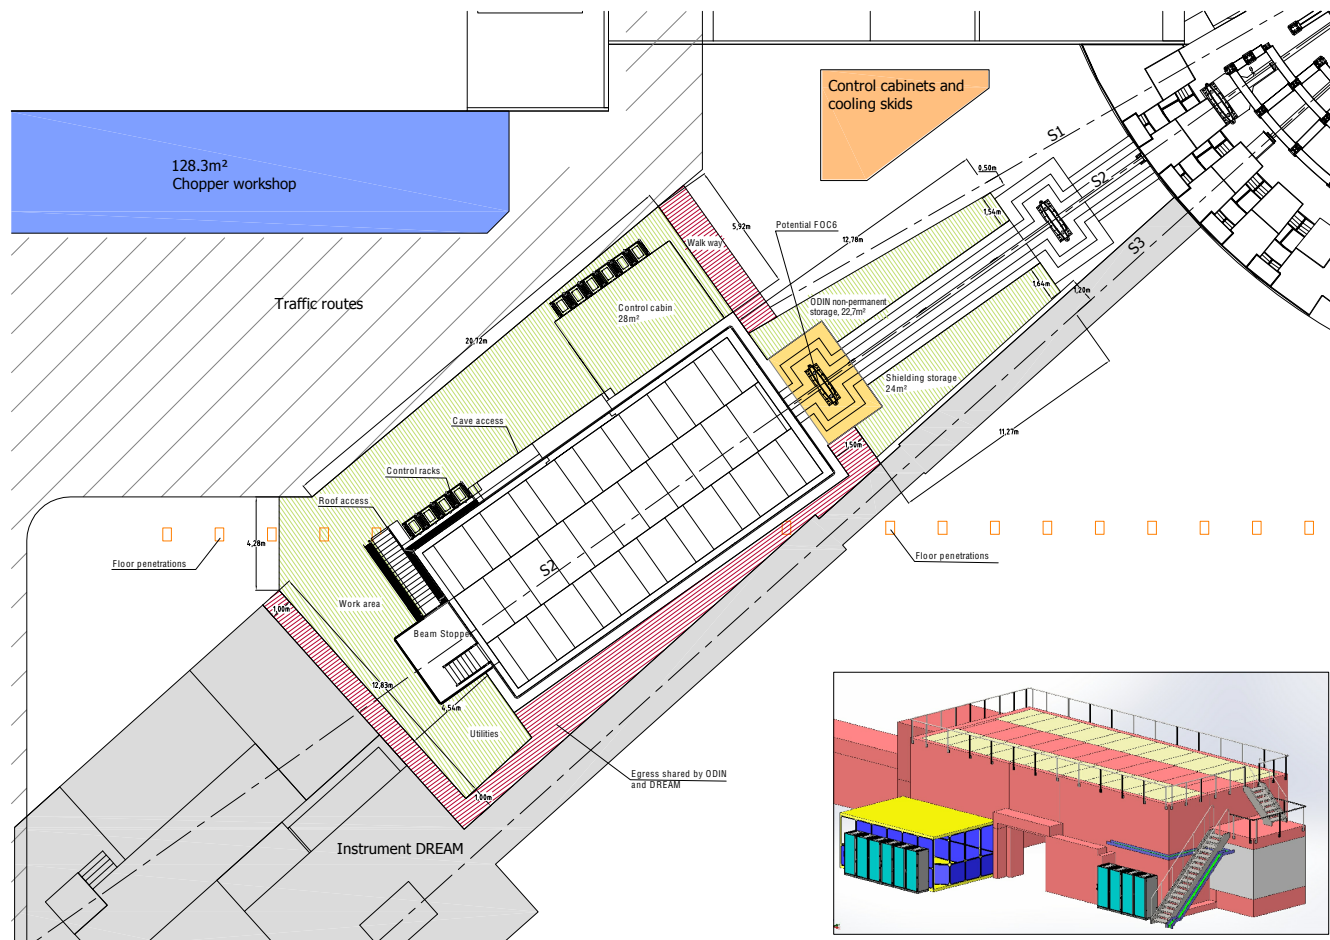 Control cabinets and
cooling skids
S1
128.3m²
Chopper workshop
0,50m
S2
1,54m
5,92m
Potential FOC6
12,78m
Walk way
S3
Traffic routes
Control cabin
28m²
ODIN non-permanent
storage, 22,7m²
1,64m
1,20m
20,72m
Shielding storage
24m²
Cave access
11,27m
1,50m
Control racks
Roof access
4,28m
Floor penetrations
Floor penetrations
S2
1,00m
Work area
Beam Stopper
12,83m
4,54m
Utilities
Egress shared by ODIN
and DREAM
1,00m
Instrument DREAM